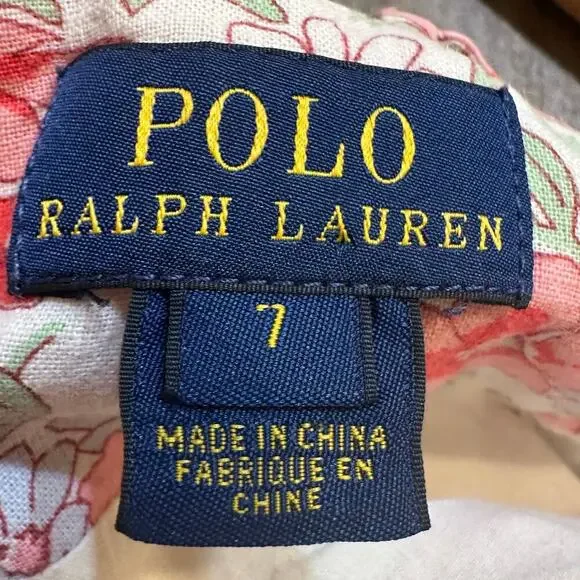 POLO
RALPH LAUREN
7
MADE IN CHINA
FABRIQUE EN
CHINE